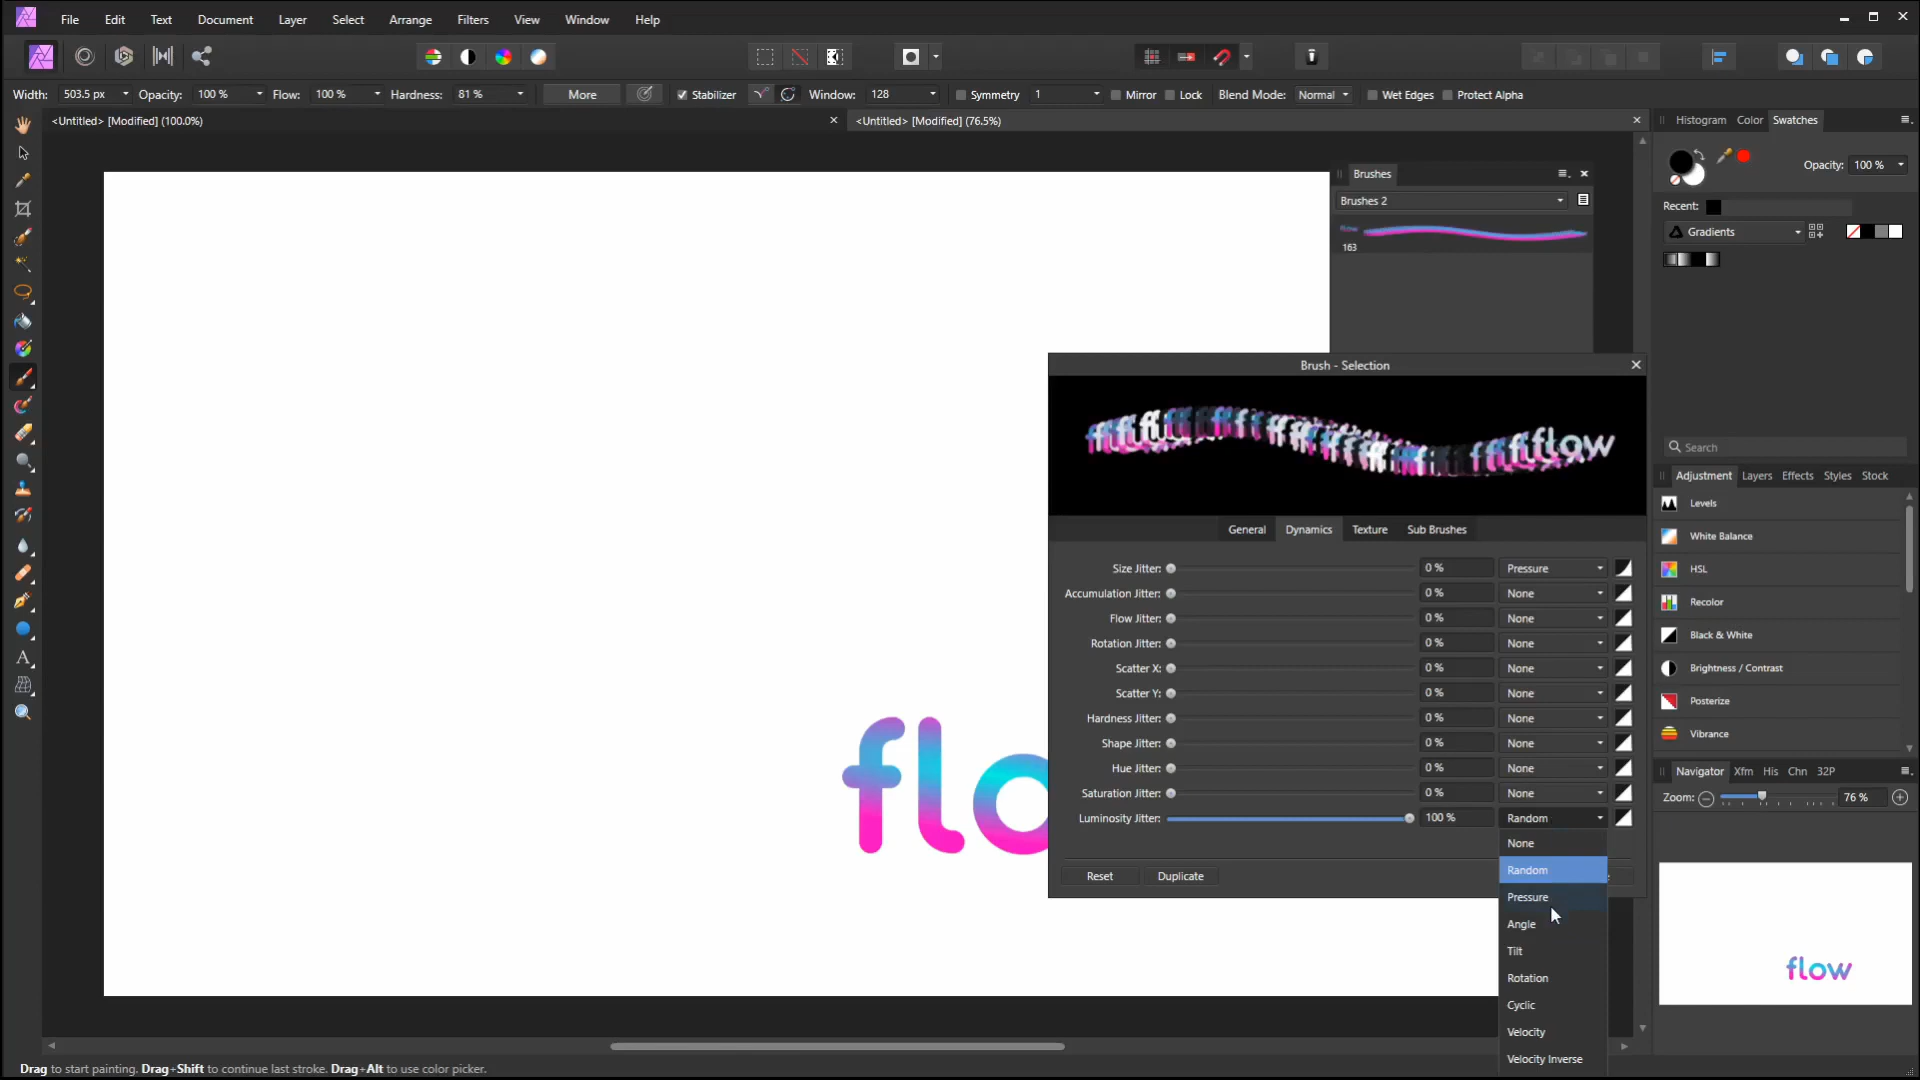 File Edit Text Document Layer Select Arrange Filters View Window Help
Width: 503.5 px Opacity: 100 % Flow: 100 % Hardness: 81 % More Stabilizer Window: 128 Symmetry 1 Mirror Lock Blend Mode: Normal Wet Edges Protect Alpha
<Untitled> [Modified] (100.0%)
<Untitled> [Modified] (76.5%)
Histogram Color Swatches
Opacity: 100 %
Recent:
Gradients
Brushes
Brushes 2
flow
163
Brush - Selection
flow
General Dynamics Texture Sub Brushes
Size Jitter: 0 % Pressure
Accumulation Jitter: 0 % None
Flow Jitter: 0 % None
Rotation Jitter: 0 % None
Scatter X: 0 % None
Scatter Y: 0 % None
Hardness Jitter: 0 % None
Shape Jitter: 0 % None
Hue Jitter: 0 % None
Saturation Jitter: 0 % None
Luminosity Jitter: 100 % Random
None
Random
Pressure
Angle
Tilt
Rotation
Cyclic
Velocity
Velocity Inverse
Reset Duplicate
flo
Search
Adjustment Layers Effects Styles Stock
Levels
White Balance
HSL
Recolor
Black & White
Brightness / Contrast
Posterize
Vibrance
Navigator Xfm His Chn 32P
Zoom: 76 %
flow
Drag to start painting. Drag+Shift to continue last stroke. Drag+Alt to use color picker.